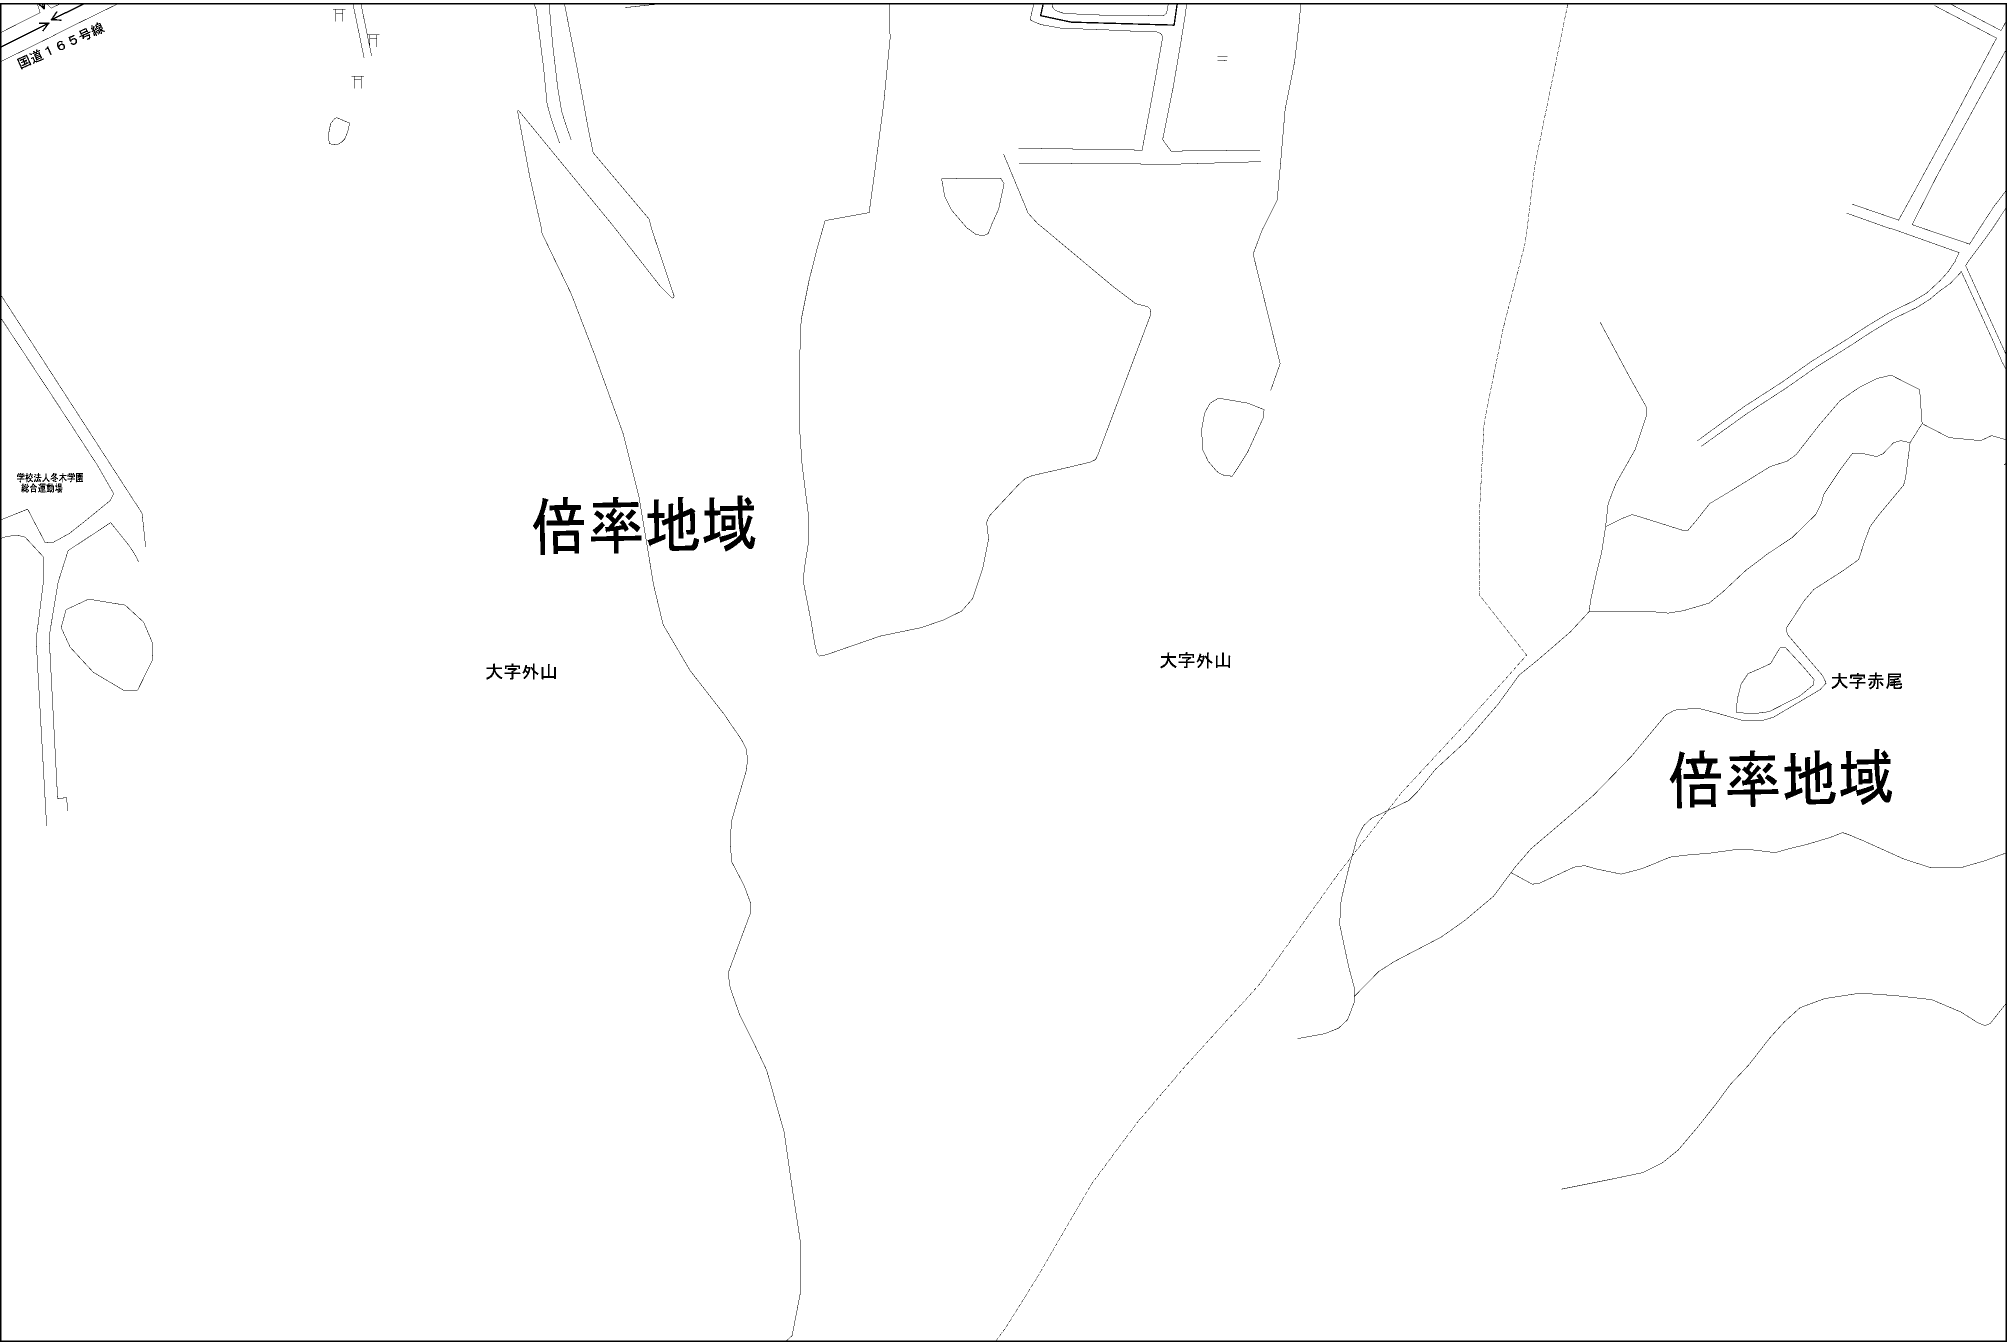 国道１６５号線
学校法人冬木学園
総合運動場
倍率地域
大字外山
大字外山
大字赤尾
倍率地域